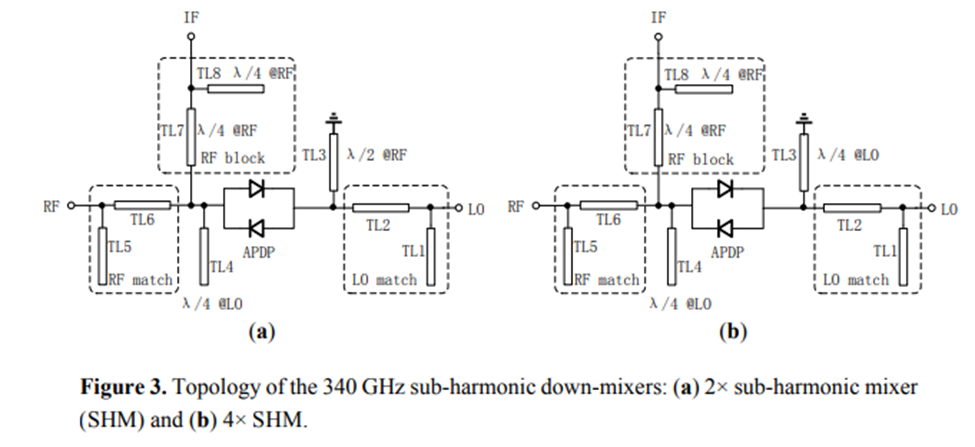 IF
TL8 λ/4 @RF
TL7 λ/4 @RF
RF block
TL3 λ/2 @RF
RF
TL6
TL5
RF match
TL4
λ/4 @LO
APDP
TL2
LO
TL1
LO match
(a)
IF
TL8 λ/4 @RF
TL7 λ/4 @RF
RF block
TL3 λ/4 @LO
RF
TL6
TL5
RF match
TL4
λ/4 @LO
APDP
TL2
LO
TL1
LO match
(b)
Figure 3. Topology of the 340 GHz sub-harmonic down-mixers: (a) 2× sub-harmonic mixer
(SHM) and (b) 4× SHM.